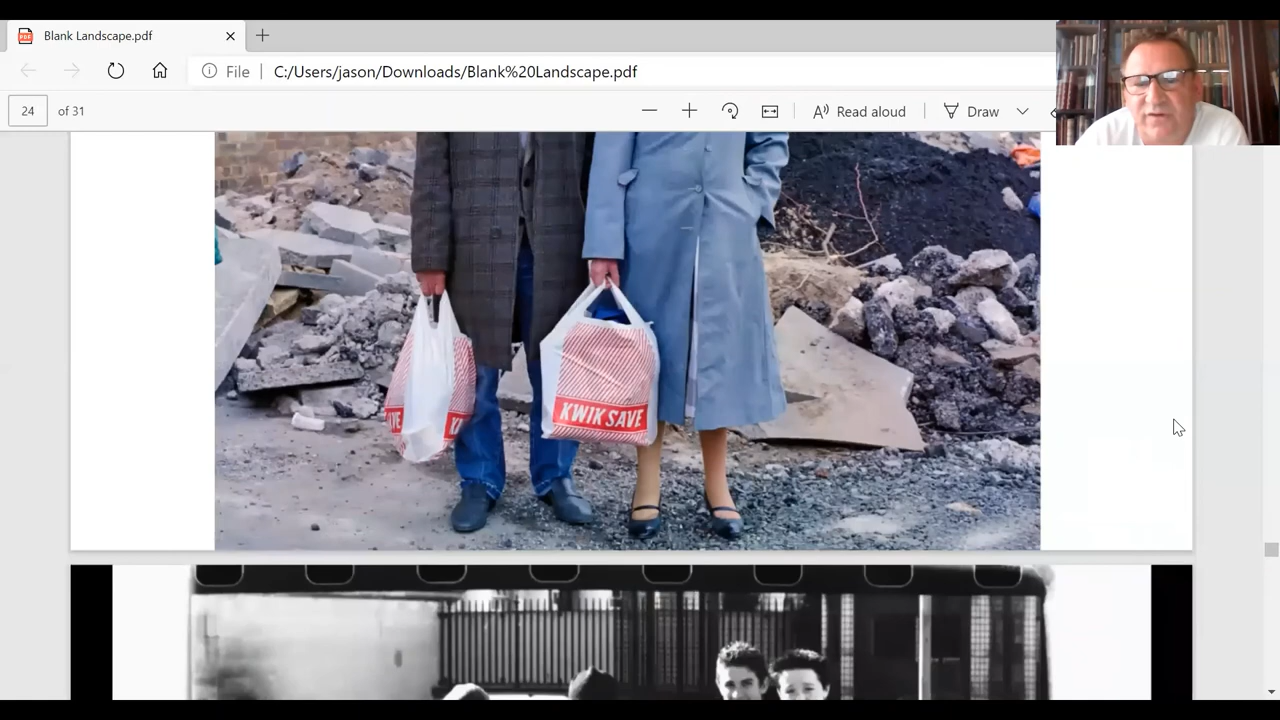 Blank Landscape.pdf
File
C:/Users/jason/Downloads/Blank%20Landscape.pdf
24
of 31
Read aloud
Draw
KWIK SAVE